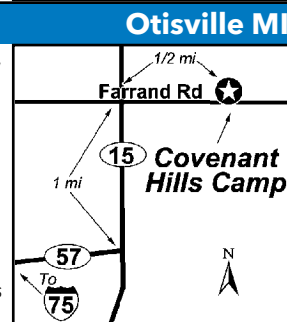 Otisville MI
1/2 mi
Farrand Rd
15
Covenant
Hills Camp
1 mi
57
To
75
N